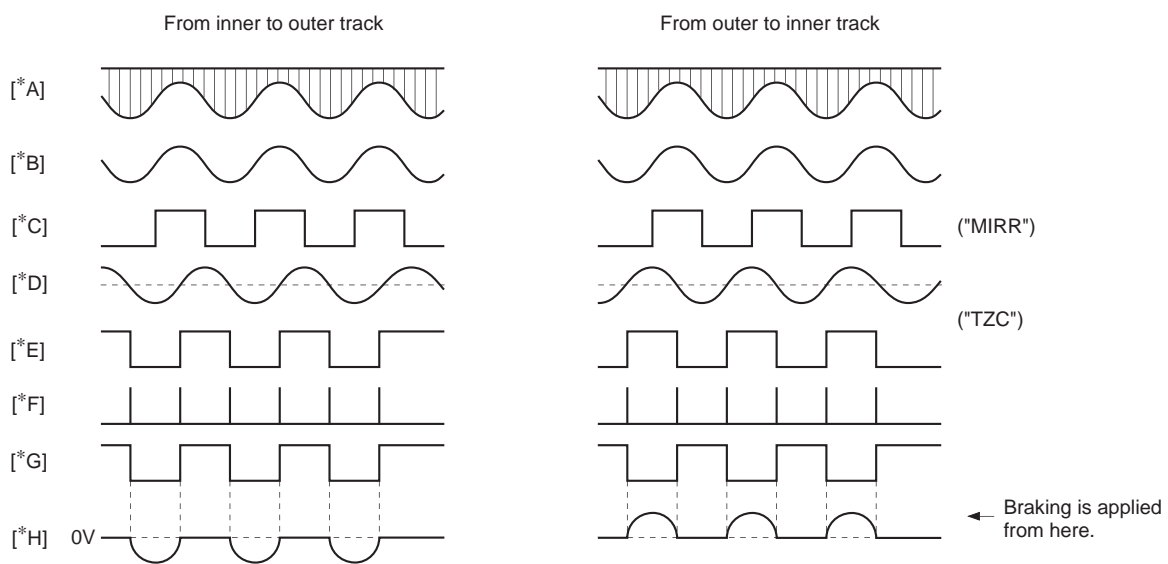 From inner to outer track
From outer to inner track
[*A]
[*B]
[*C]
("MIRR")
[*D]
("TZC")
[*E]
[*F]
[*G]
[*H]
0V
Braking is applied
from here.